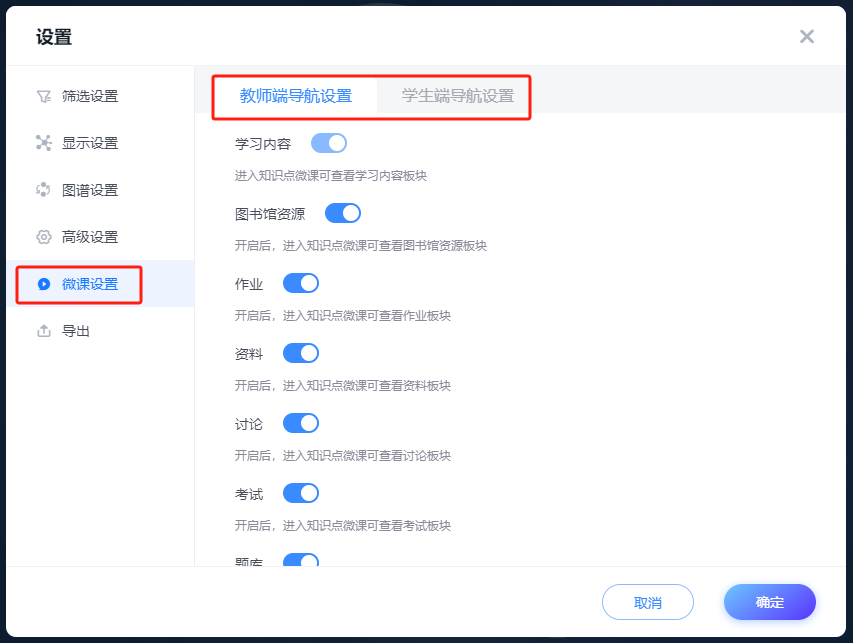 设置
筛选设置
显示设置
图谱设置
高级设置
微课设置
导出
教师端导航设置 学生端导航设置
学习内容
进入知识点微课可查看学习内容板块
图书馆资源
开启后，进入知识点微课可查看图书馆资源板块
作业
开启后，进入知识点微课可查看作业板块
资料
开启后，进入知识点微课可查看资料板块
讨论
开启后，进入知识点微课可查看讨论板块
考试
开启后，进入知识点微课可查看考试板块
题库
取消 确定